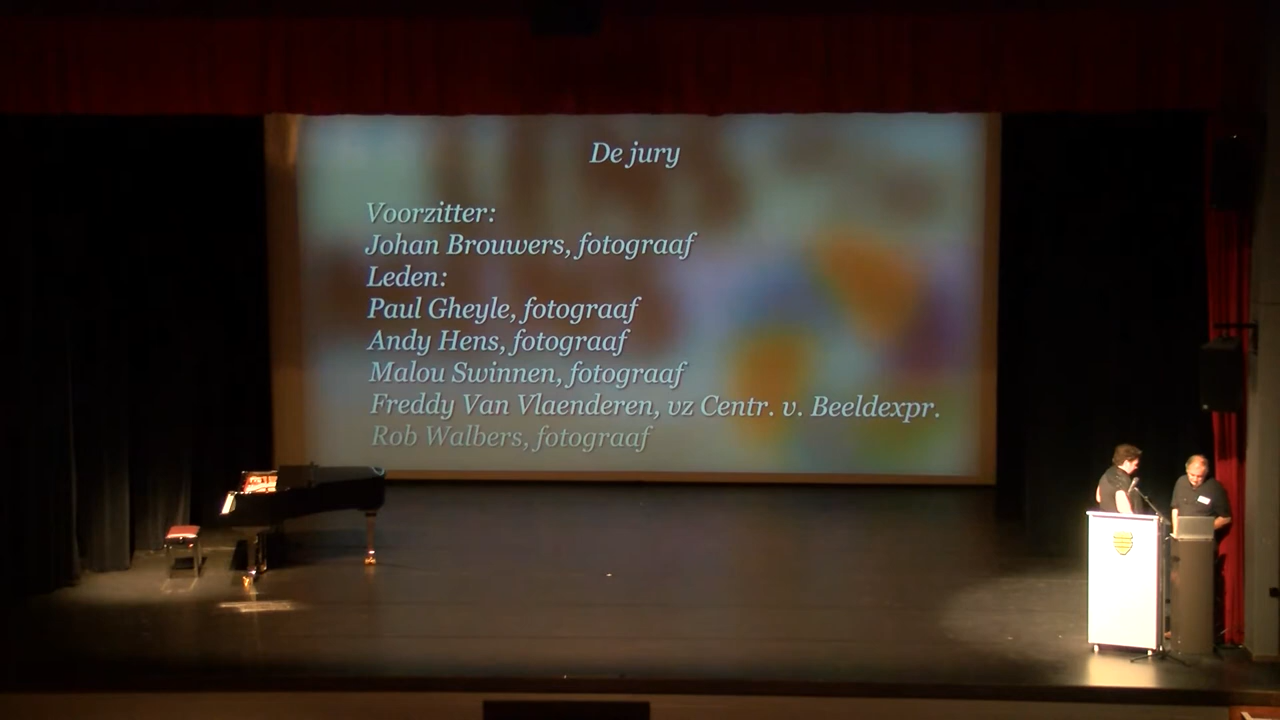 De jury
Voorzitter:
Johan Brouwers, fotograaf
Leden:
Paul Gheyle, fotograaf
Andy Hens, fotograaf
Malou Swinnen, fotograaf
Freddy Van Vlaenderen, vz Centr. v. Beeldexpr.
Rob Walbers, fotograaf